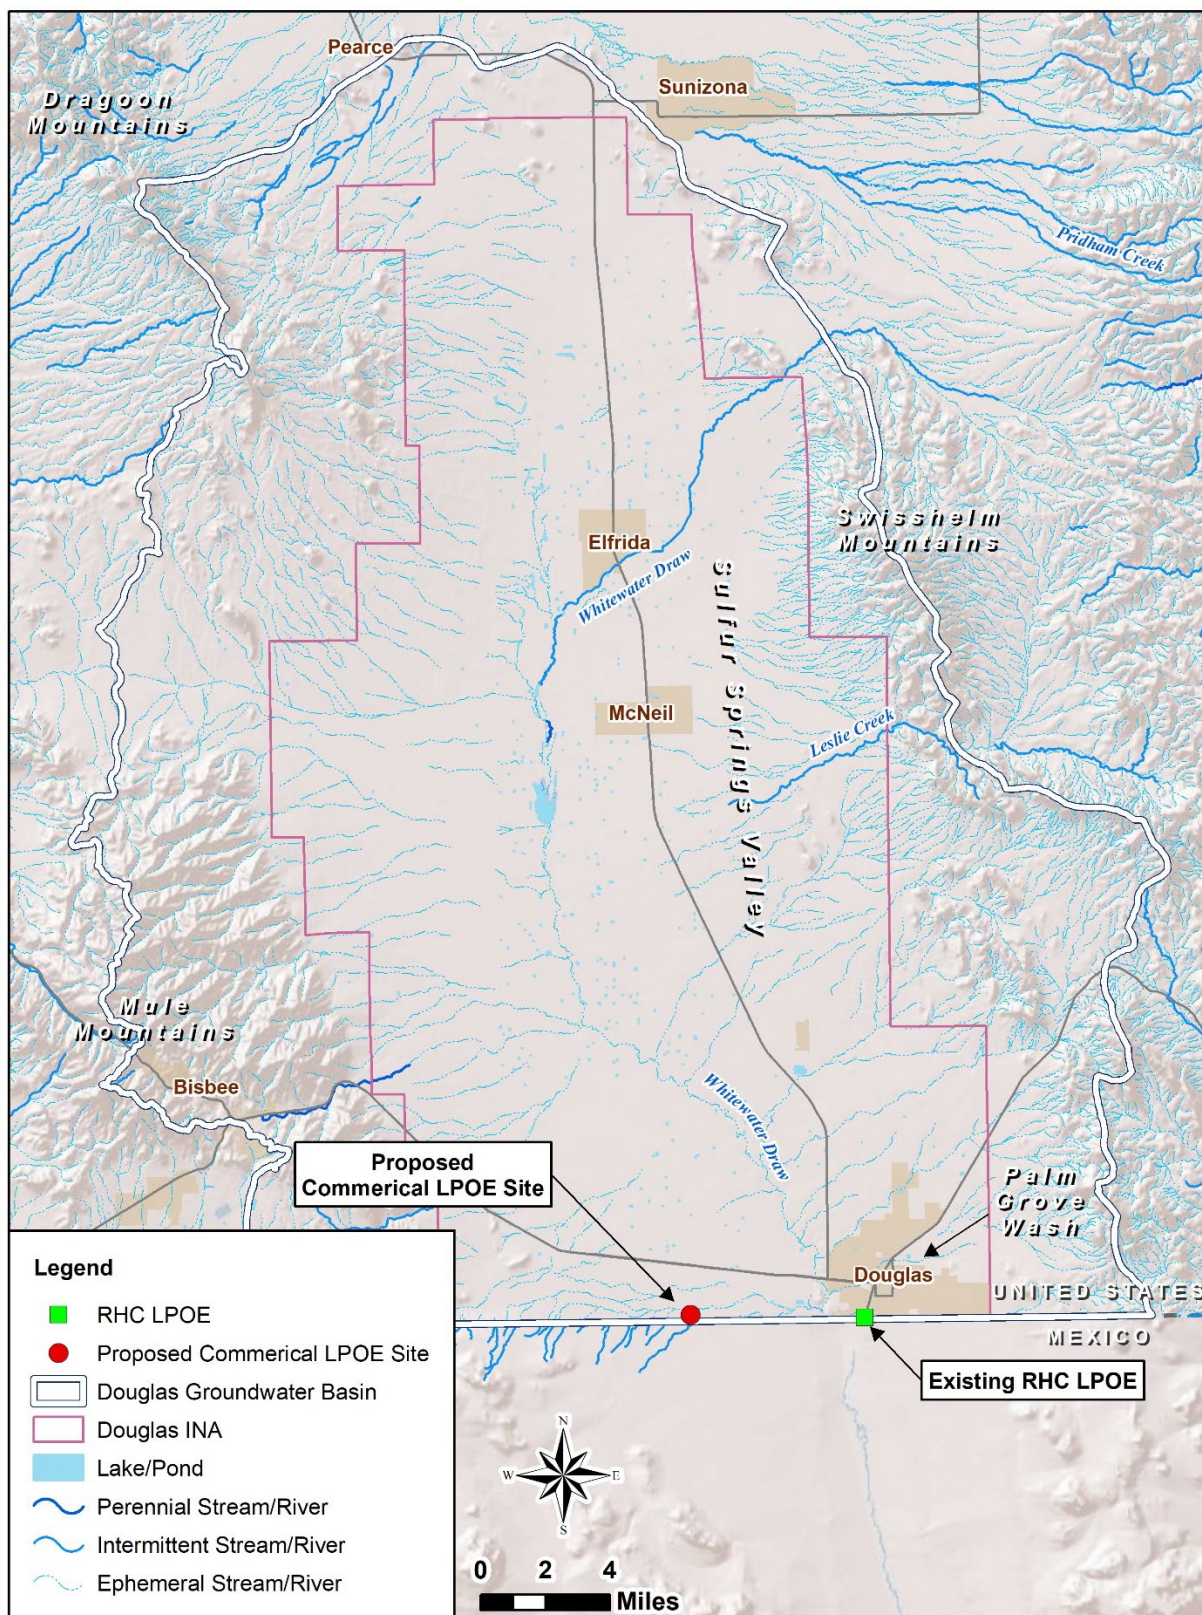 Pearce
Dragoon
Mountains
Sunizona
Pridham Creek
Swisshelm
Mountains
Elfrida
Whitewater Draw
Sulfur Springs Valley
McNeil
Leslie Creek
Mule
Mountains
Bisbee
Whitewater Draw
Proposed
Commerical LPOE Site
Palm
Grove
Wash
Douglas
UNITED STATES
MEXICO
Existing RHC LPOE
Legend
RHC LPOE
Proposed Commerical LPOE Site
Douglas Groundwater Basin
Douglas INA
Lake/Pond
Perennial Stream/River
Intermittent Stream/River
Ephemeral Stream/River
N
W E
S
0 2 4
Miles